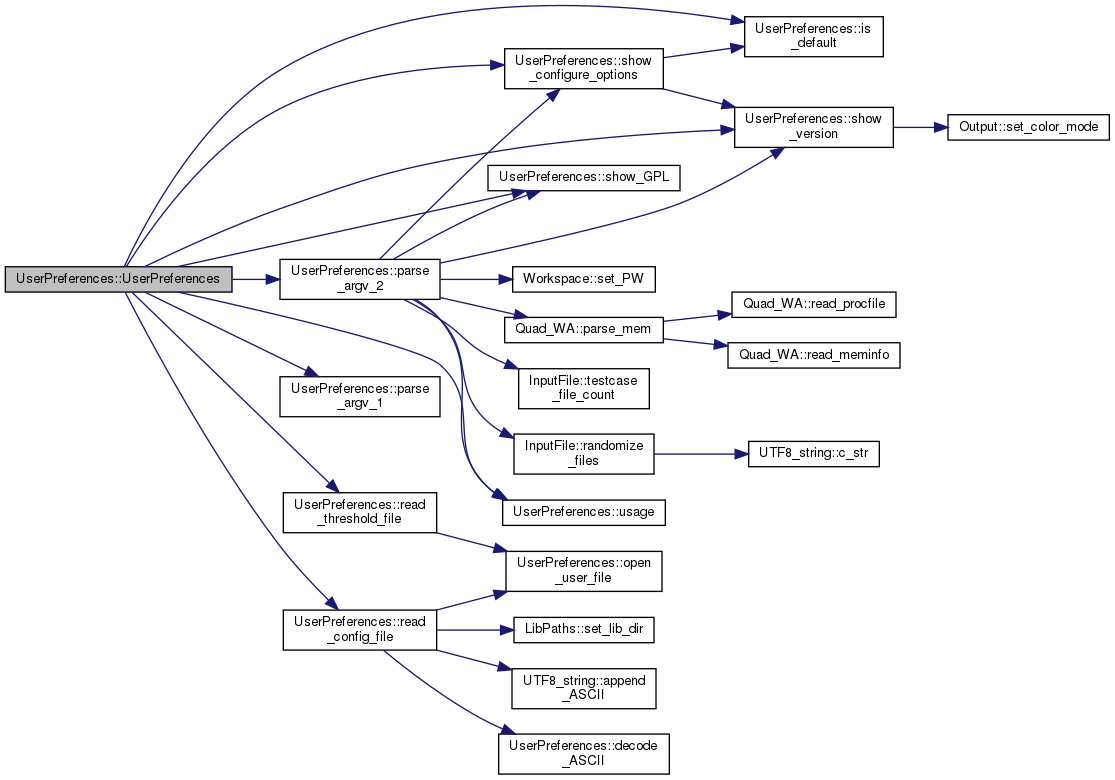 UserPreferences::UserPreferences
UserPreferences::is
_default
UserPreferences::show
_configure_options
UserPreferences::show
_version
Output::set_color_mode
UserPreferences::show_GPL
UserPreferences::parse
_argv_2
Workspace::set_PW
Quad_WA::parse_mem
Quad_WA::read_procfile
Quad_WA::read_meminfo
InputFile::testcase
_file_count
UserPreferences::parse
_argv_1
InputFile::randomize
_files
UTF8_string::c_str
UserPreferences::read
_threshold_file
UserPreferences::usage
UserPreferences::open
_user_file
UserPreferences::read
_config_file
LibPaths::set_lib_dir
UTF8_string::append
_ASCII
UserPreferences::decode
_ASCII